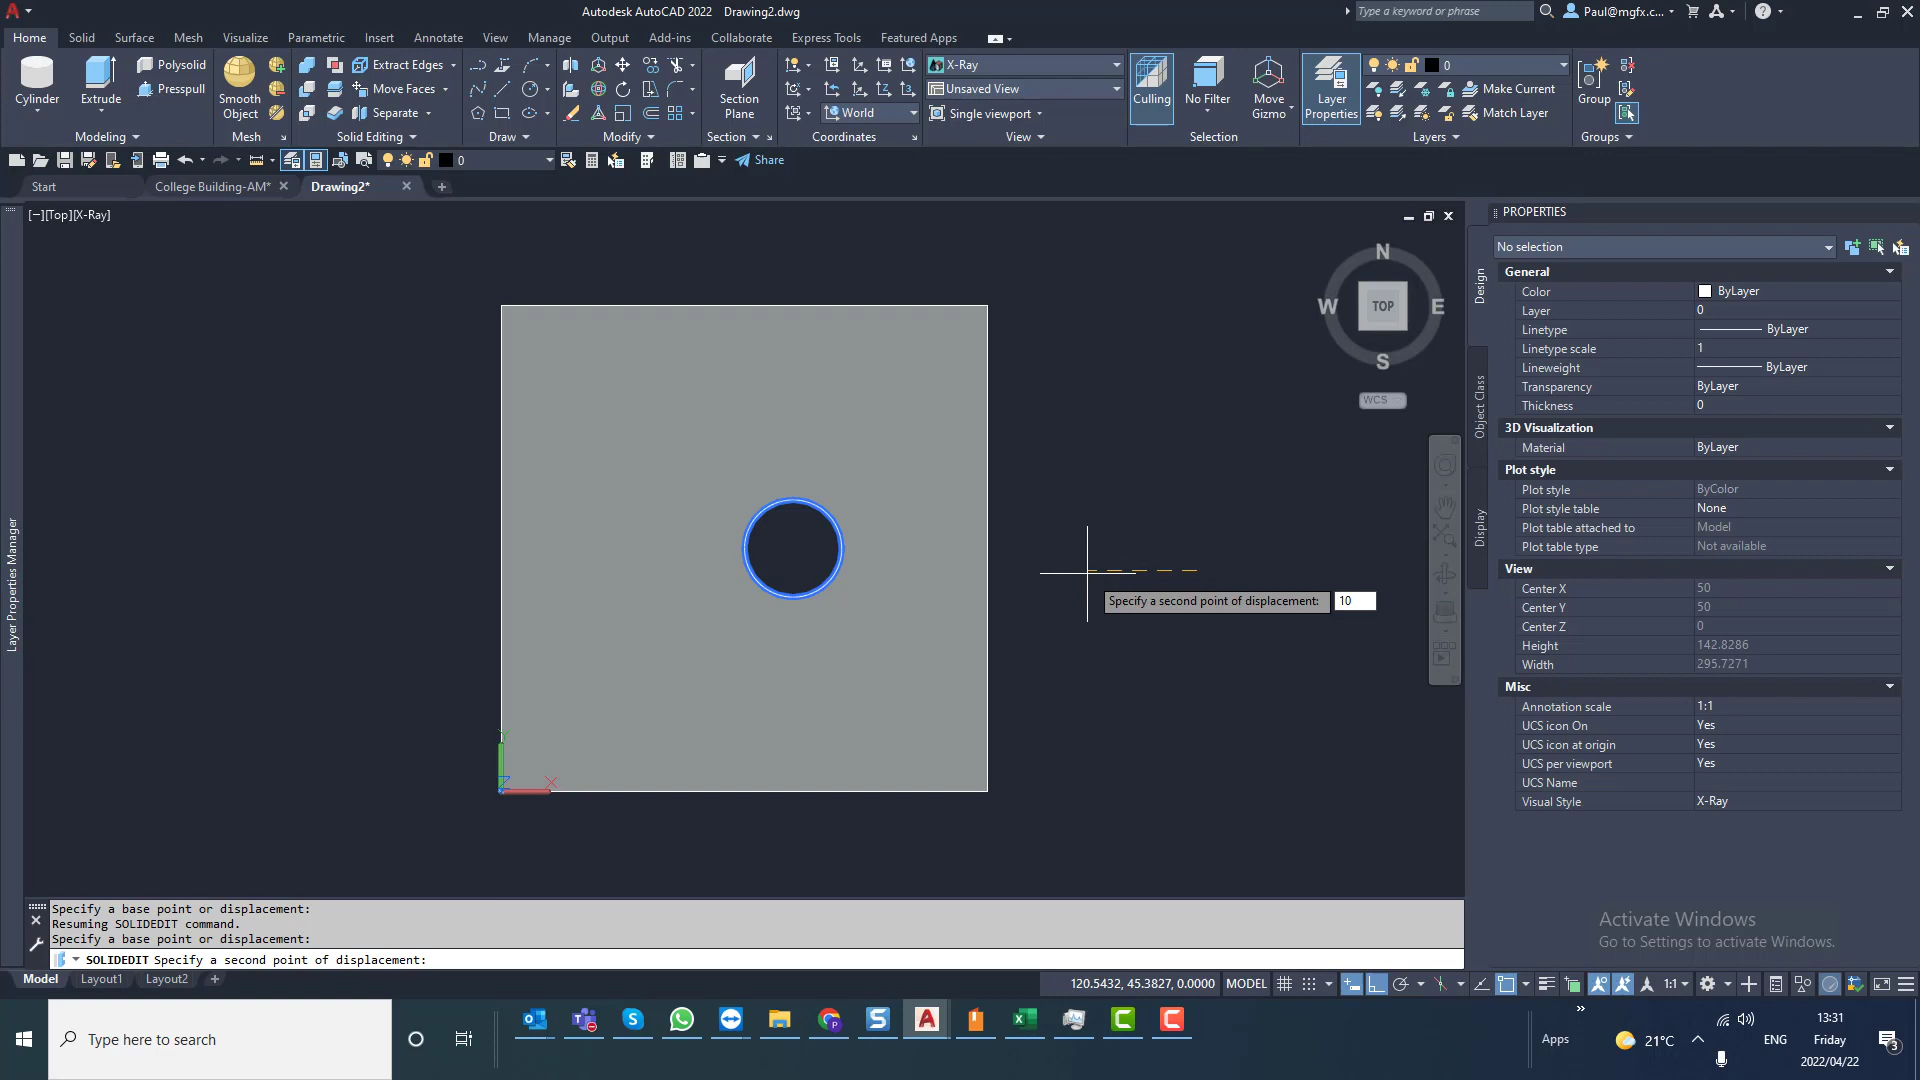 Autodesk AutoCAD 2022 Drawing2.dwg
Type a keyword or phrase
Paul@mgfx.c...
Home Solid Surface Mesh Visualize Parametric Insert Annotate View Manage Output Add-ins Collaborate Express Tools Featured Apps
Cylinder
Extrude
Polysolid
Presspull
Modeling
Smooth Object
Mesh
Extract Edges
Move Faces
Separate
Solid Editing
Draw
Modify
Section Plane
Section
World
Coordinates
X-Ray
Unsaved View
Single viewport
View
Culling
No Filter
Move Gizmo
Selection
Layer Properties
0
Make Current
Match Layer
Layers
Group
Groups
0
Share
Start
College Building-AM*
Drawing2*
[−][Top][X-Ray]
N
W TOP E
S
WCS
Y
Z
X
Specify a second point of displacement: 10
Layer Properties Manager
Design
Object Class
Display
PROPERTIES
No selection
General
Color ByLayer
Layer 0
Linetype ByLayer
Linetype scale 1
Lineweight ByLayer
Transparency ByLayer
Thickness 0
3D Visualization
Material ByLayer
Plot style
Plot style ByColor
Plot style table None
Plot table attached to Model
Plot table type Not available
View
Center X 50
Center Y 50
Center Z 0
Height 142.8286
Width 295.7271
Misc
Annotation scale 1:1
UCS icon On Yes
UCS icon at origin Yes
UCS per viewport Yes
UCS Name
Visual Style X-Ray
Activate Windows
Go to Settings to activate Windows.
Specify a base point or displacement:
Resuming SOLIDEDIT command.
Specify a base point or displacement:
SOLIDEDIT Specify a second point of displacement:
Model Layout1 Layout2
120.5432, 45.3827, 0.0000 MODEL
1:1
Type here to search
Apps
21°C
ENG
13:31
Friday
2022/04/22
3